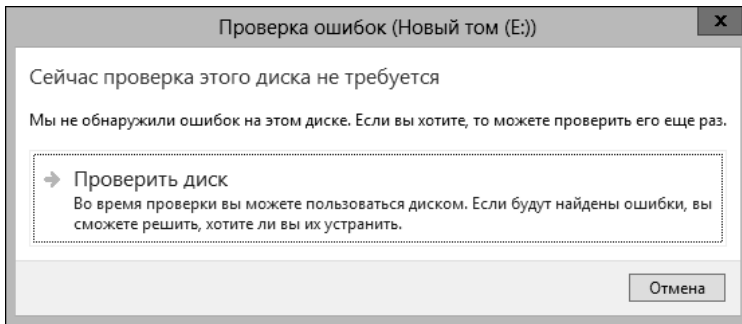 Проверка ошибок (Новый том (E:))
x
Сейчас проверка этого диска не требуется
Мы не обнаружили ошибок на этом диске. Если вы хотите, то можете проверить его еще раз.
Проверить диск
Во время проверки вы можете пользоваться диском. Если будут найдены ошибки, вы
сможете решить, хотите ли вы их устранить.
Отмена